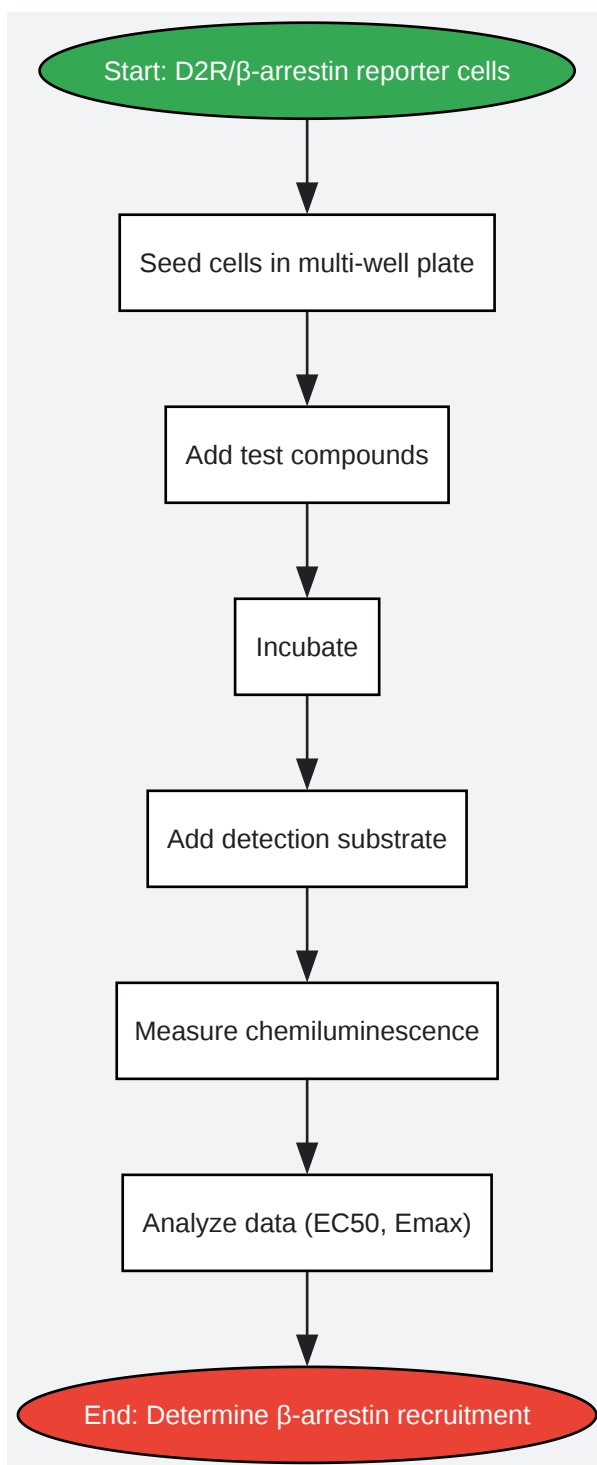 Start: D2R/β-arrestin reporter cells
Seed cells in multi-well plate
Add test compounds
Incubate
Add detection substrate
Measure chemiluminescence
Analyze data (EC50, Emax)
End: Determine β-arrestin recruitment